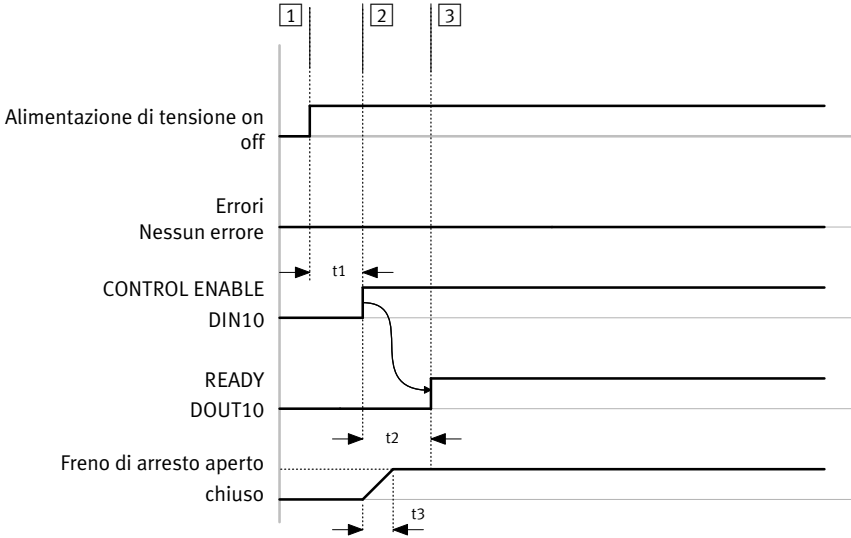 1 2 3
Alimentazione di tensione on
off
Errori
Nessun errore
t1
CONTROL ENABLE
DIN10
READY
DOUT10
t2
Freno di arresto aperto
chiuso
t3